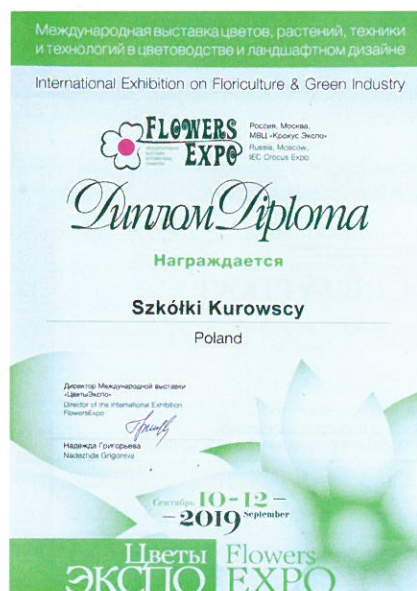 Международная выставка цветов, растений, техники
и технологий в цветоводстве и ландшафтном дизайне
International Exhibition on Floriculture & Green Industry
FLOWERS
EXPO
Россия, Москва,
МВЦ «Крокус Экспо»
Russia, Moscow,
IEC Crocus Expo
Диплом Diploma
Награждается
Szkółki Kurowscy
Poland
Директор Международной выставки
«ЦветыЭкспо»
Director of the International Exhibition
FlowersExpo
Надежда Григорьева
Nadezhda Grigoreva
Сентябрь 10-12
2019 September
Цветы Flowers
ЭКСПО EXPO